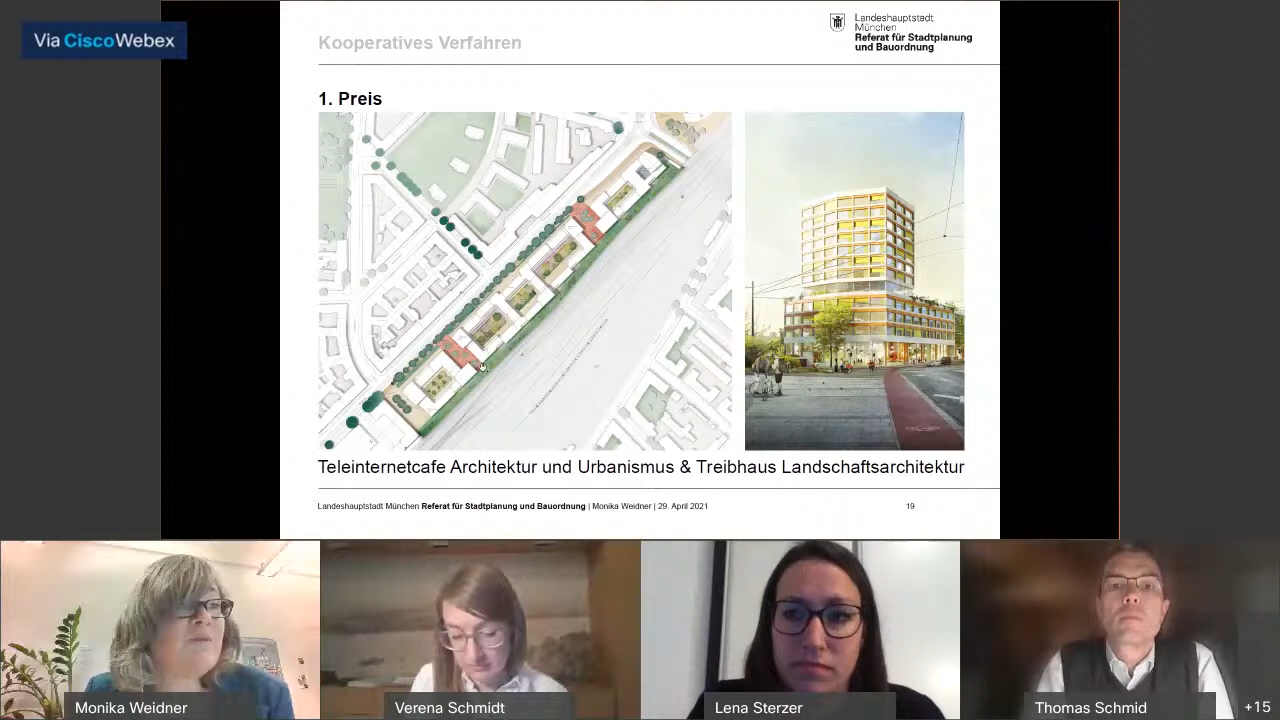 Via Cisco Webex
Landeshauptstadt
München
Referat für Stadtplanung
und Bauordnung
Kooperatives Verfahren
1. Preis
Teleinternetcafe Architektur und Urbanismus & Treibhaus Landschaftsarchitektur
Landeshauptstadt München Referat für Stadtplanung und Bauordnung | Monika Weidner | 29. April 2021
19
Monika Weidner
Verena Schmidt
Lena Sterzer
Thomas Schmid
+15